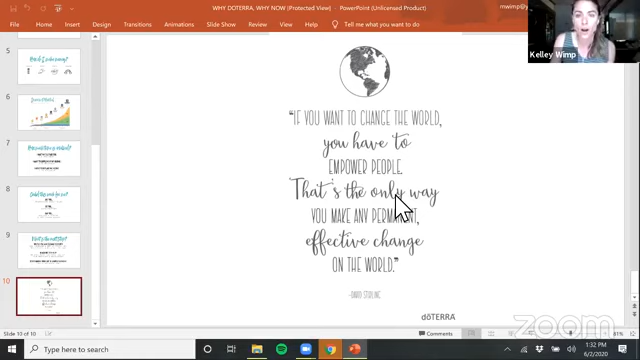 WHY DOTERRA, WHY NOW (Protected View) - PowerPoint (Unlicensed Product)
File Home Insert Design Transitions Animations Slide Show Review View Help Tell me what you want to do
Kelley Wimp
5
6
7
8
9
10
"IF YOU WANT TO CHANGE THE WORLD,
you have to
EMPOWER PEOPLE.
That's the only way
YOU MAKE ANY PERMANENT,
effective change
ON THE WORLD."
dōTERRA
zoom
Slide 10 of 10
Comments
Type here to search
1:32 PM
6/2/2020